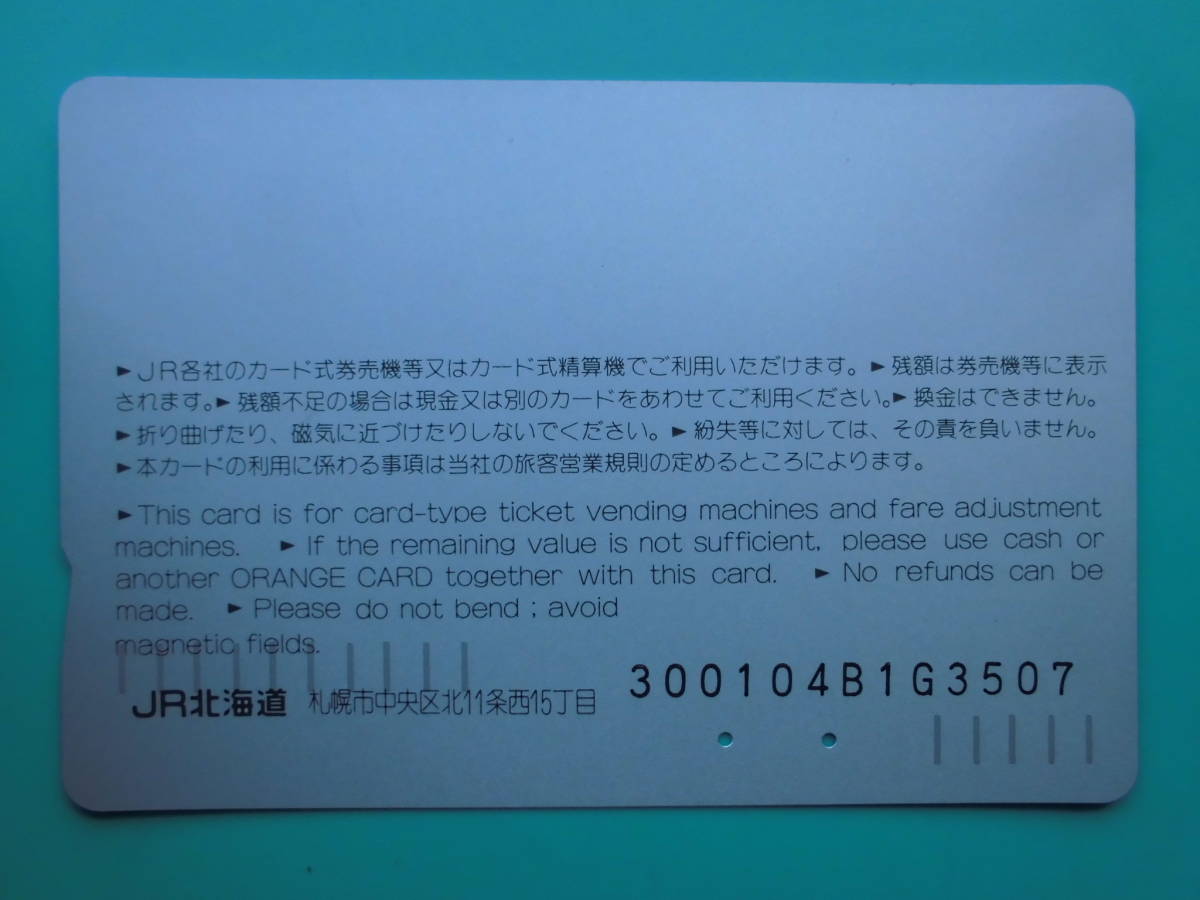 ►JR各社のカード式券売機等又はカード式精算機でご利用いただけます。►残額は券売機等に表示
されます。►残額不足の場合は現金又は別のカードをあわせてご利用ください。►換金はできません。
►折り曲げたり、磁気に近づけたりしないでください。►紛失等に対しては、その責を負いません。
►本カードの利用に係わる事項は当社の旅客営業規則の定めるところによります。
►This card is for card-type ticket vending machines and fare adjustment
machines. ►If the remaining value is not sufficient, please use cash or
another ORANGE CARD together with this card. ►No refunds can be
made. ►Please do not bend ; avoid
magnetic fields.
JR北海道 札幌市中央区北11条西15丁目
300104B1G3507